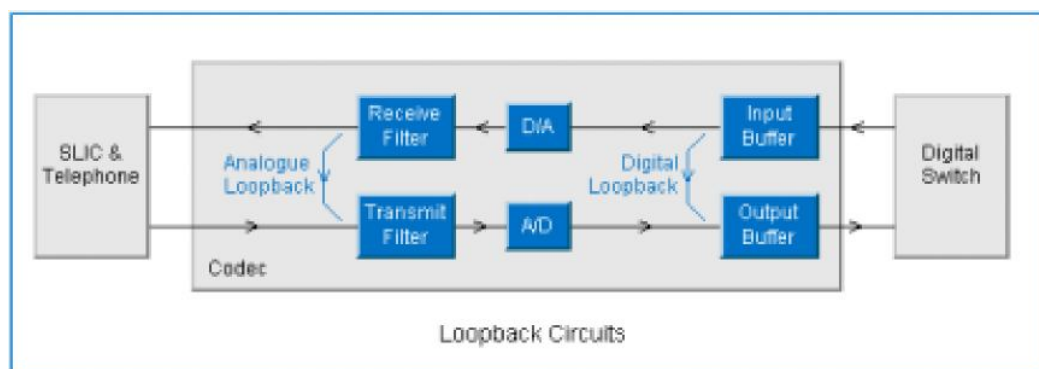 Receive
Filter
D/A
Input
Buffer
SLIC &
Telephone
Analogue
Loopback
Digital
Loopback
Digital
Switch
Transmit
Filter
A/D
Output
Buffer
Codec
Loopback Circuits